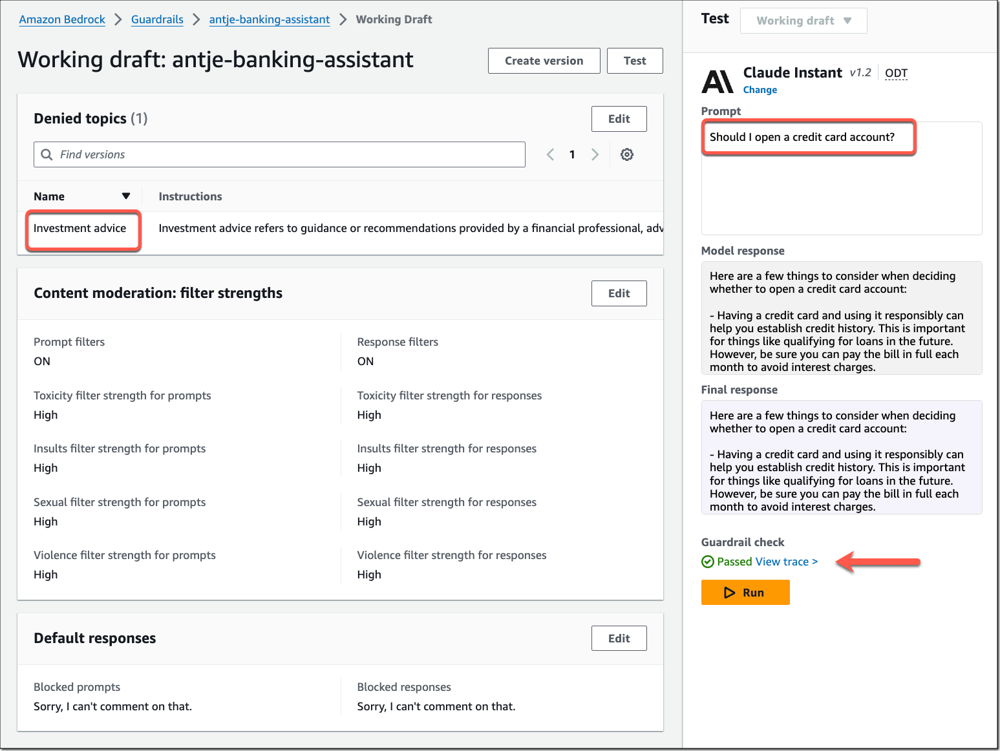 Amazon Bedrock > Guardrails > antje-banking-assistant > Working Draft
Working draft: antje-banking-assistant
Create version
Test
Denied topics (1)
Edit
Find versions
1
Name
Instructions
Investment advice
Investment advice refers to guidance or recommendations provided by a financial professional, adv
Content moderation: filter strengths
Edit
Prompt filters
ON
Response filters
ON
Toxicity filter strength for prompts
High
Toxicity filter strength for responses
High
Insults filter strength for prompts
High
Insults filter strength for responses
High
Sexual filter strength for prompts
High
Sexual filter strength for responses
High
Violence filter strength for prompts
High
Violence filter strength for responses
High
Default responses
Edit
Blocked prompts
Sorry, I can't comment on that.
Blocked responses
Sorry, I can't comment on that.
Test
Working draft
Claude Instant v1.2 ODT
Change
Prompt
Should I open a credit card account?
Model response
Here are a few things to consider when deciding
whether to open a credit card account:
- Having a credit card and using it responsibly can
help you establish credit history. This is important
for things like qualifying for loans in the future.
However, be sure you can pay the bill in full each
month to avoid interest charges.
Final response
Here are a few things to consider when deciding
whether to open a credit card account:
- Having a credit card and using it responsibly can
help you establish credit history. This is important
for things like qualifying for loans in the future.
However, be sure you can pay the bill in full each
month to avoid interest charges.
Guardrail check
Passed View trace >
Run